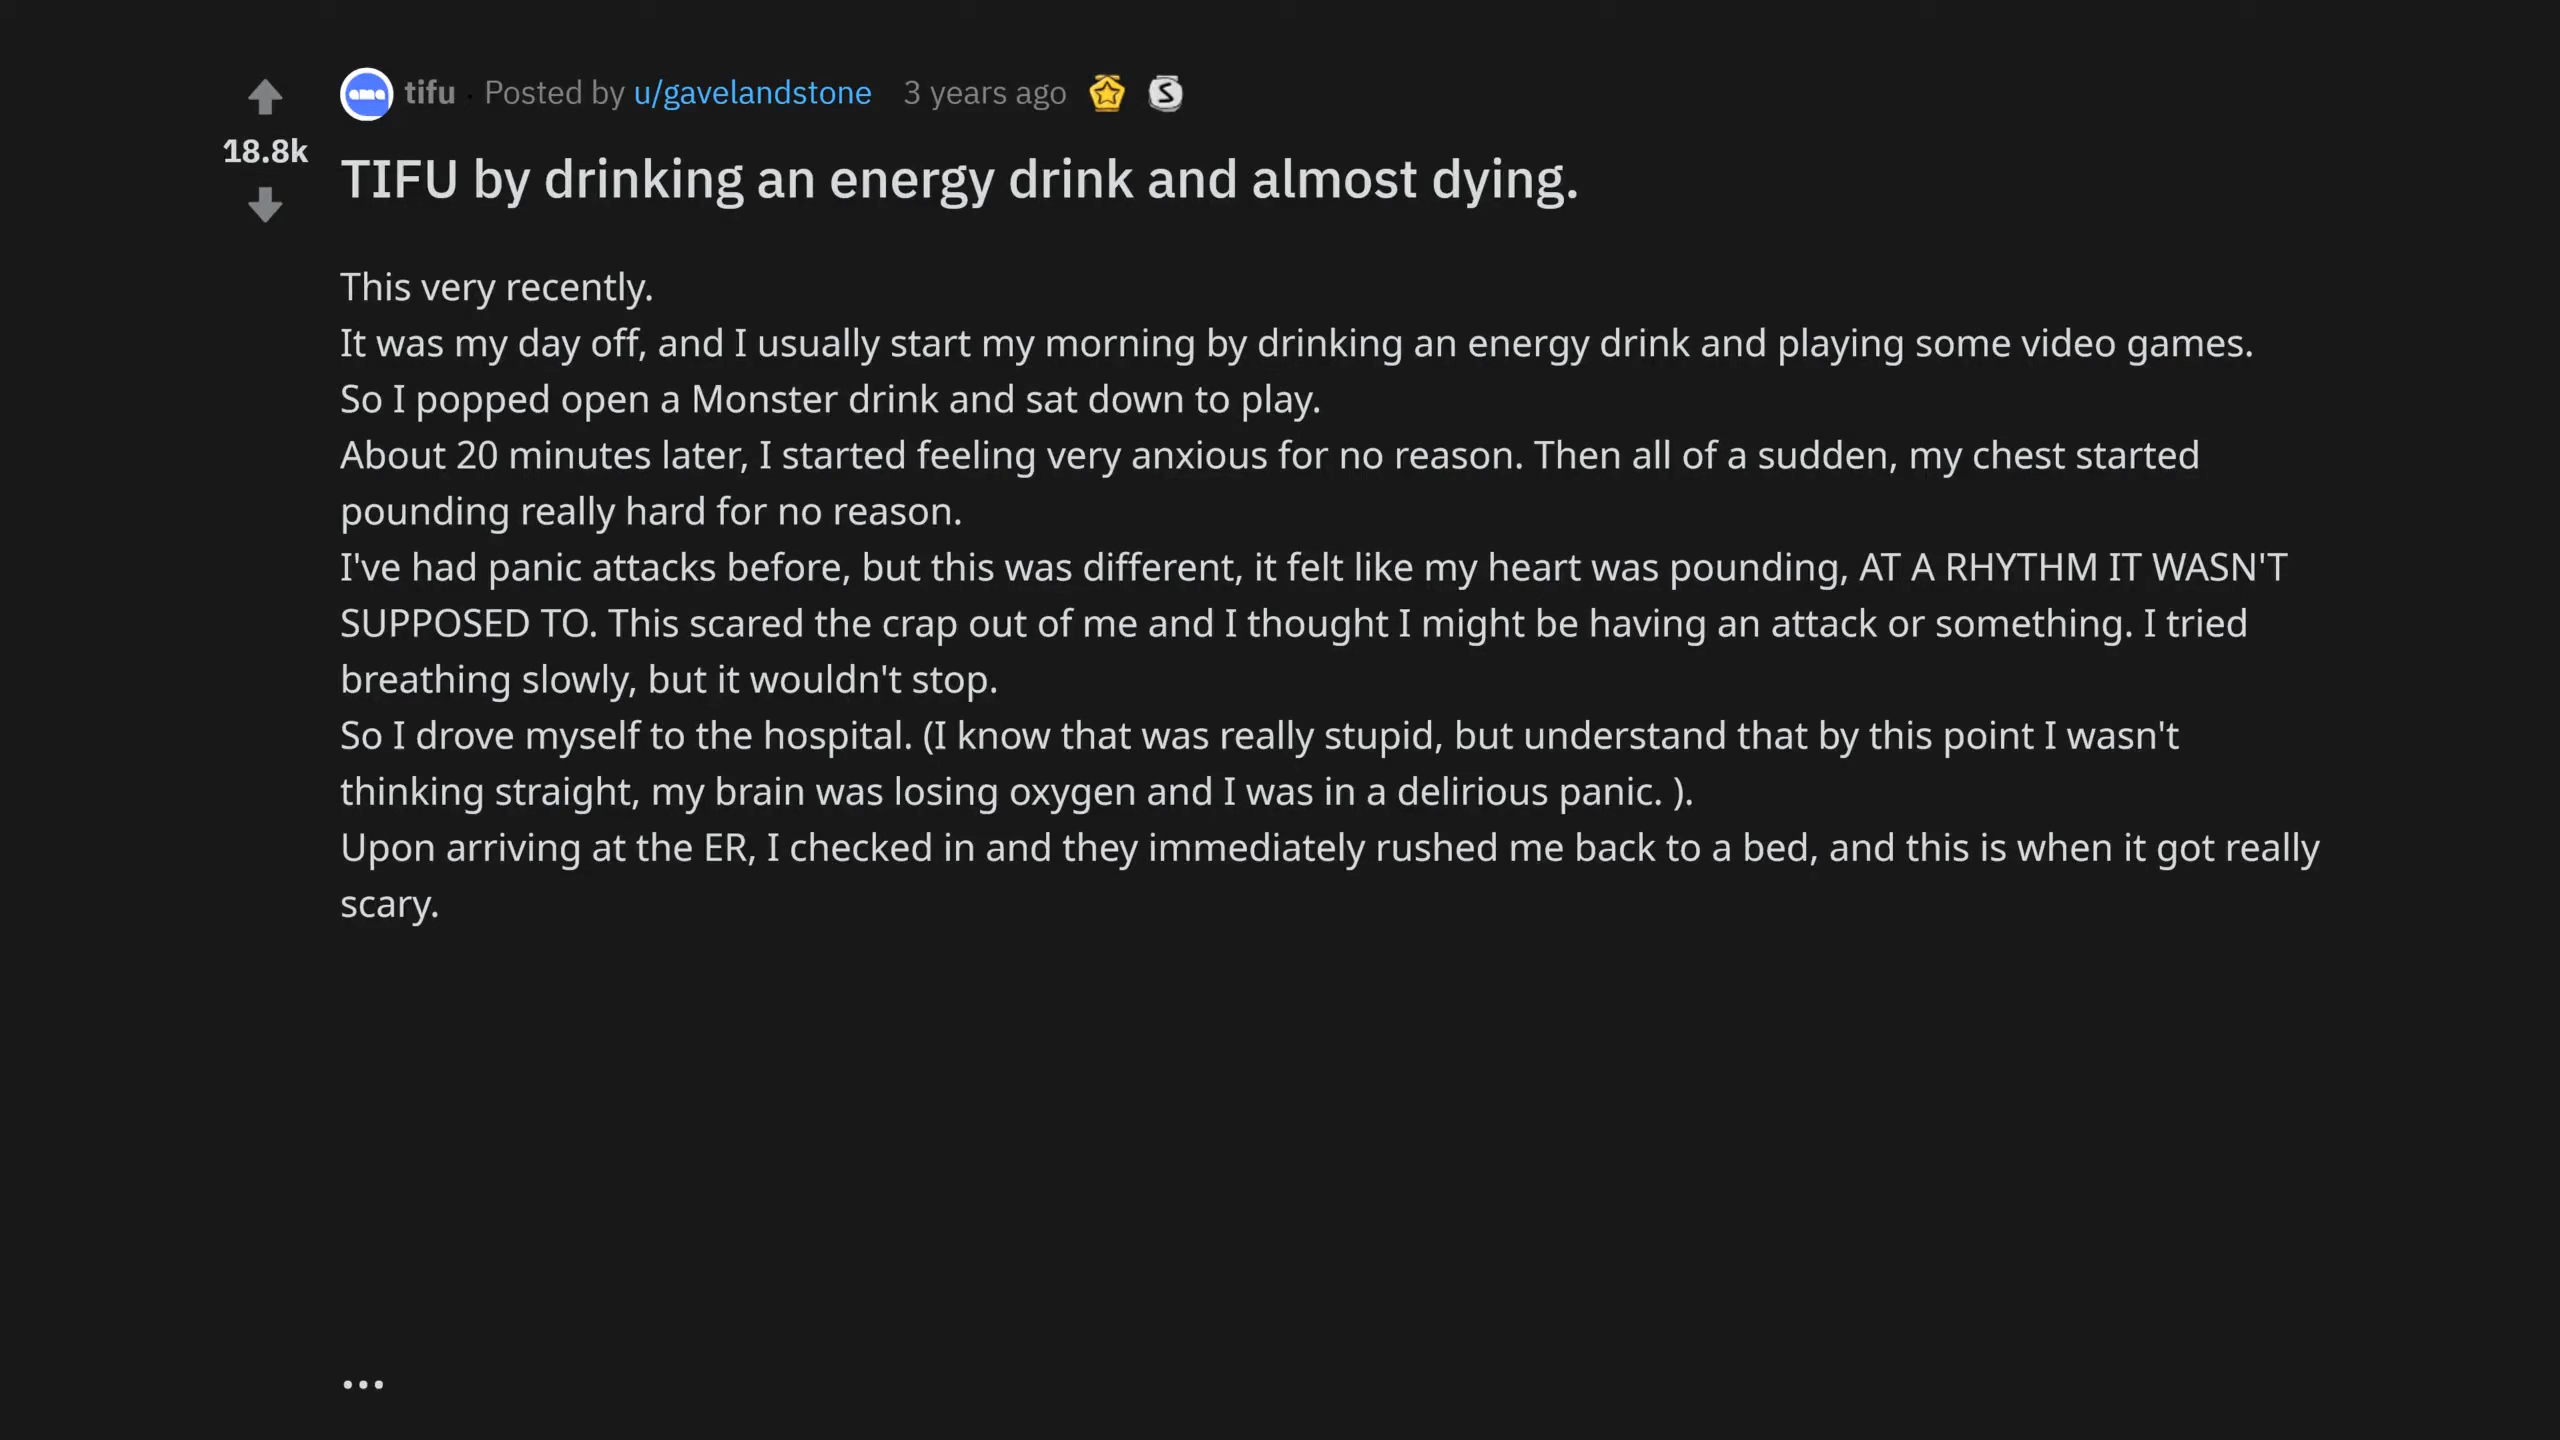 tifu · Posted by u/gavelandstone 3 years ago
18.8k
TIFU by drinking an energy drink and almost dying.
This very recently.
It was my day off, and I usually start my morning by drinking an energy drink and playing some video games.
So I popped open a Monster drink and sat down to play.
About 20 minutes later, I started feeling very anxious for no reason. Then all of a sudden, my chest started
pounding really hard for no reason.
I've had panic attacks before, but this was different, it felt like my heart was pounding, AT A RHYTHM IT WASN'T
SUPPOSED TO. This scared the crap out of me and I thought I might be having an attack or something. I tried
breathing slowly, but it wouldn't stop.
So I drove myself to the hospital. (I know that was really stupid, but understand that by this point I wasn't
thinking straight, my brain was losing oxygen and I was in a delirious panic. ).
Upon arriving at the ER, I checked in and they immediately rushed me back to a bed, and this is when it got really
scary.
...